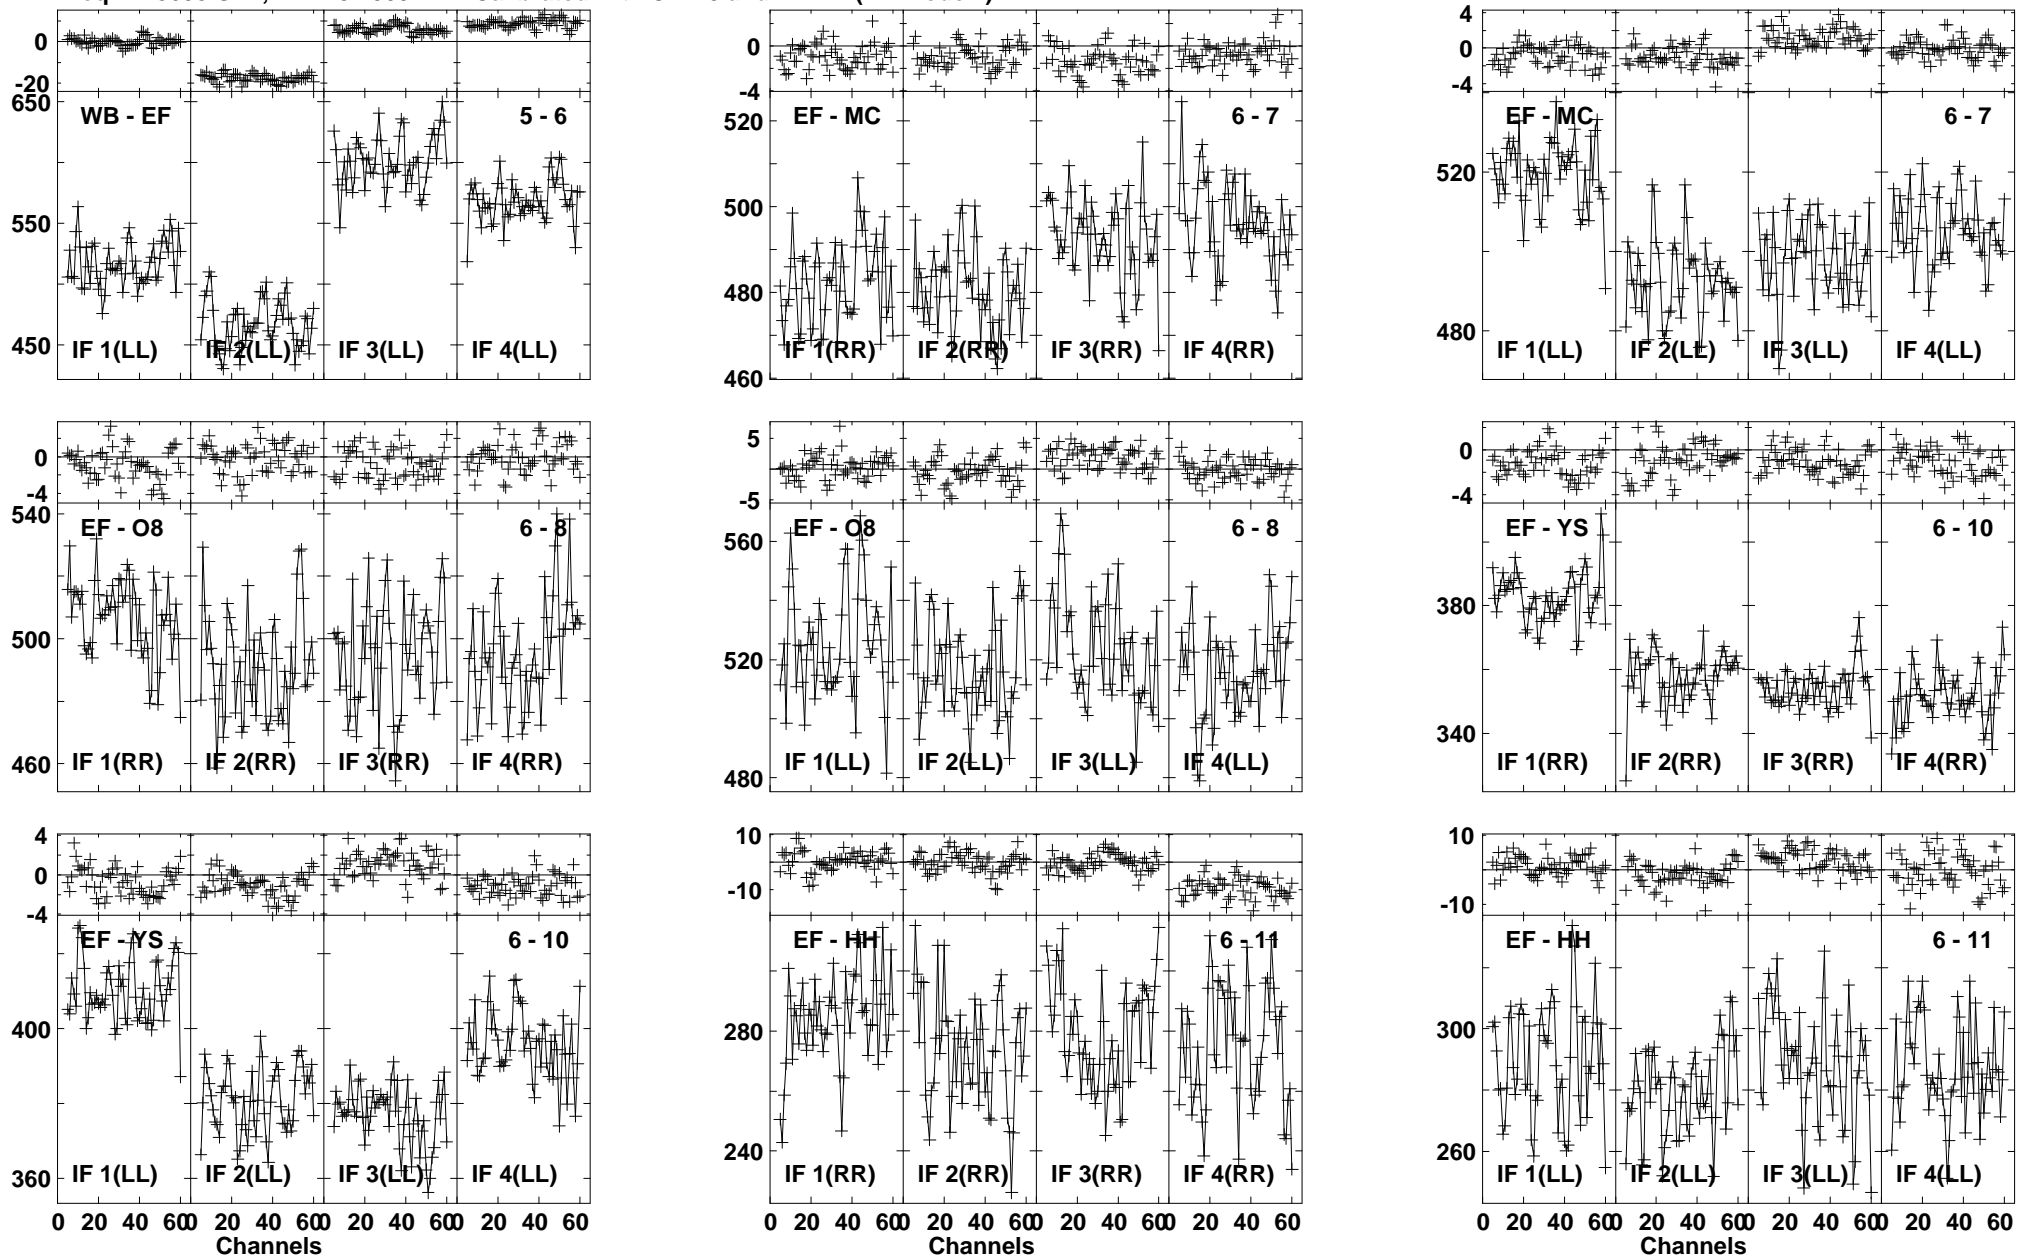 0
-20
650
550
450
WB - EF
5 - 6
IF 1(LL)
IF 2(LL)
IF 3(LL)
IF 4(LL)
0
-4
520
500
480
460
EF - MC
6 - 7
IF 1(RR)
IF 2(RR)
IF 3(RR)
IF 4(RR)
4
0
-4
520
480
EF - MC
6 - 7
IF 1(LL)
IF 2(LL)
IF 3(LL)
IF 4(LL)
0
-4
540
500
460
EF - O8
6 - 8
IF 1(RR)
IF 2(RR)
IF 3(RR)
IF 4(RR)
5
-5
560
520
480
EF - O8
6 - 8
IF 1(LL)
IF 2(LL)
IF 3(LL)
IF 4(LL)
0
-4
380
340
EF - YS
6 - 10
IF 1(RR)
IF 2(RR)
IF 3(RR)
IF 4(RR)
4
0
-4
400
360
EF - YS
6 - 10
IF 1(LL)
IF 2(LL)
IF 3(LL)
IF 4(LL)
0 20 40 60 0 20 40 60 0 20 40 60 0 20 40 60
Channels
10
-10
280
240
EF - HH
6 - 11
IF 1(RR)
IF 2(RR)
IF 3(RR)
IF 4(RR)
0 20 40 60 0 20 40 60 0 20 40 60 0 20 40 60
Channels
10
-10
300
260
EF - HH
6 - 11
IF 1(LL)
IF 2(LL)
IF 3(LL)
IF 4(LL)
0 20 40 60 0 20 40 60 0 20 40 60 0 20 40 60
Channels